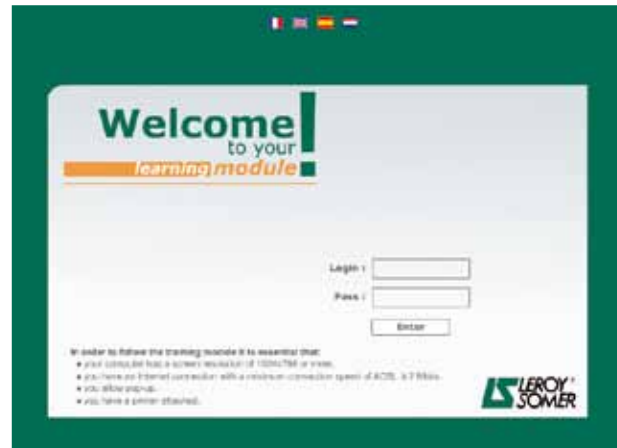 Welcome!
to your
learning module
Login :
Pass :
Enter
In order to follow the training module it is essential that:
• your computer has a screen resolution of 1024x768 or more.
• you have an Internet connection with a minimum connection speed of ADSL
• you allow pop-up.
• you have a printer attached.
LS LEROY
SOMER